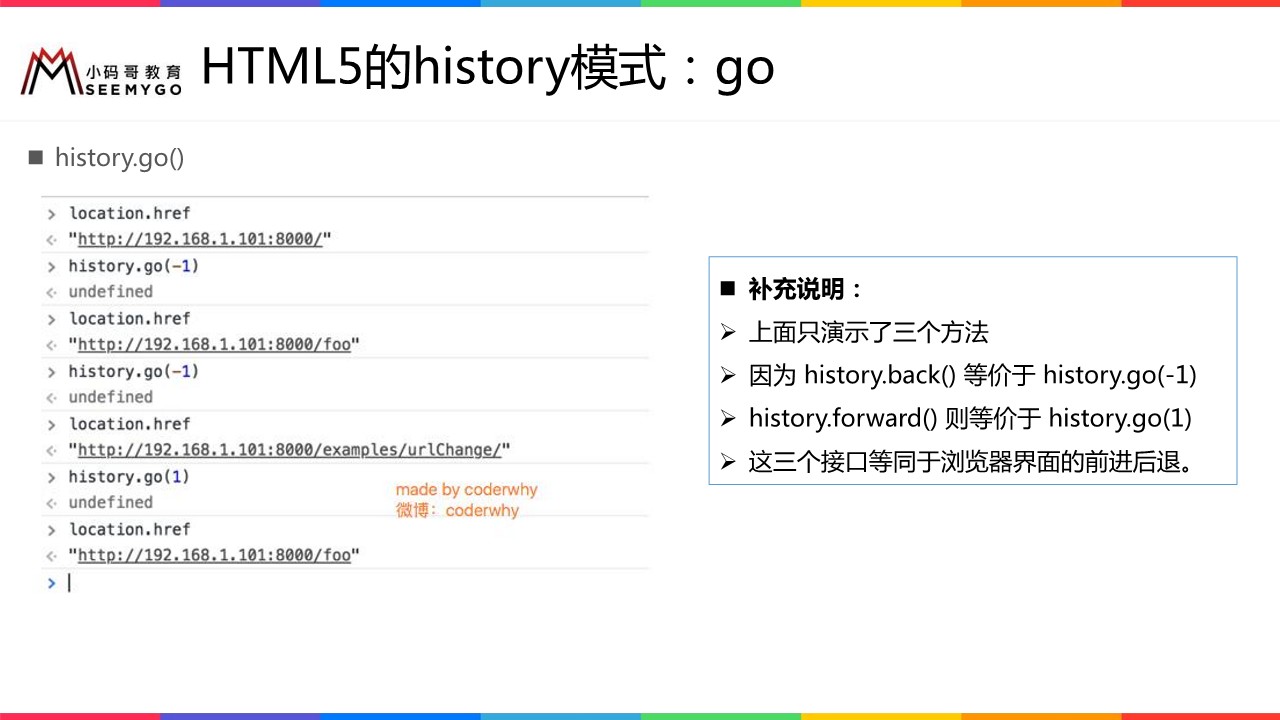 小码哥教育
SEEMYGO
HTML5的history模式：go
■ history.go()
> location.href
<· "http://192.168.1.101:8000/"
> history.go(-1)
<· undefined
> location.href
<· "http://192.168.1.101:8000/foo"
> history.go(-1)
<· undefined
> location.href
<· "http://192.168.1.101:8000/examples/urlChange/"
> history.go(1)
<· undefined
> location.href
<· "http://192.168.1.101:8000/foo"
>
made by coderwhy
微博：coderwhy
■ 补充说明：
➢ 上面只演示了三个方法
➢ 因为 history.back() 等价于 history.go(-1)
➢ history.forward() 则等价于 history.go(1)
➢ 这三个接口等同于浏览器界面的前进后退。